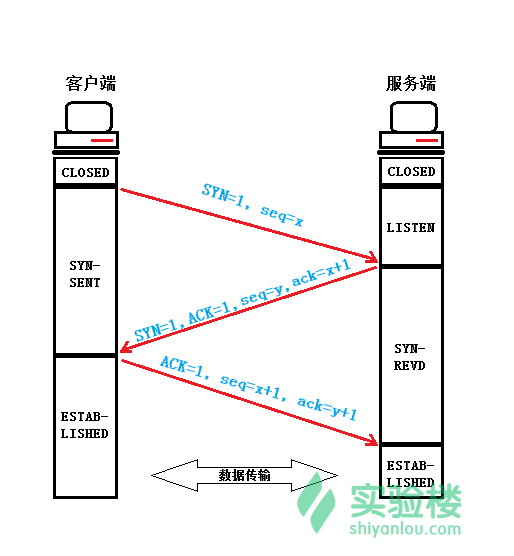 客户端
服务端
CLOSED
CLOSED
SYN=1, seq=x
LISTEN
SYN-
SENT
SYN=1,ACK=1,seq=y,ack=x+1
SYN-
REVD
ACK=1, seq=x+1, ack=y+1
ESTAB-
LISHED
数据传输
ESTAB-
LISHED
实验楼
shiyanlou.com